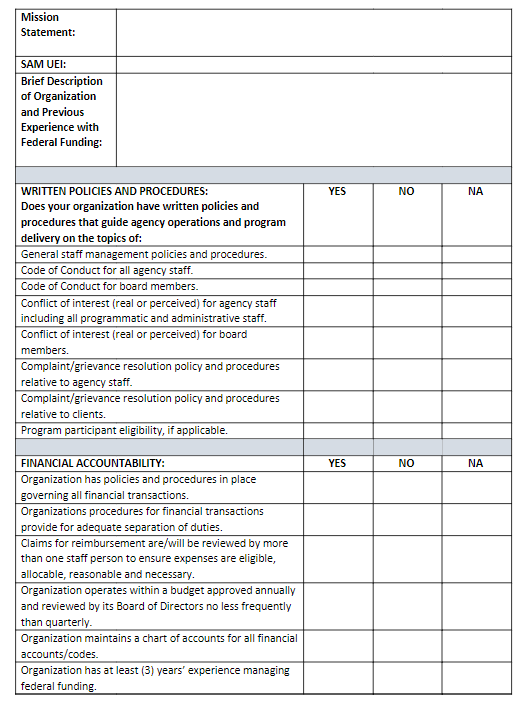 Mission
Statement:
SAM UEI:
Brief Description
of Organization
and Previous
Experience with
Federal Funding:
WRITTEN POLICIES AND PROCEDURES: YES NO NA
Does your organization have written policies and
procedures that guide agency operations and program
delivery on the topics of:
General staff management policies and procedures.
Code of Conduct for all agency staff.
Code of Conduct for board members.
Conflict of interest (real or perceived) for agency staff
including all programmatic and administrative staff.
Conflict of interest (real or perceived) for board
members.
Complaint/grievance resolution policy and procedures
relative to agency staff.
Complaint/grievance resolution policy and procedures
relative to clients.
Program participant eligibility, if applicable.
FINANCIAL ACCOUNTABILITY: YES NO NA
Organization has policies and procedures in place
governing all financial transactions.
Organizations procedures for financial transactions
provide for adequate separation of duties.
Claims for reimbursement are/will be reviewed by more
than one staff person to ensure expenses are eligible,
allocable, reasonable and necessary.
Organization operates within a budget approved annually
and reviewed by its Board of Directors no less frequently
than quarterly.
Organization maintains a chart of accounts for all financial
accounts/codes.
Organization has at least (3) years' experience managing
federal funding.